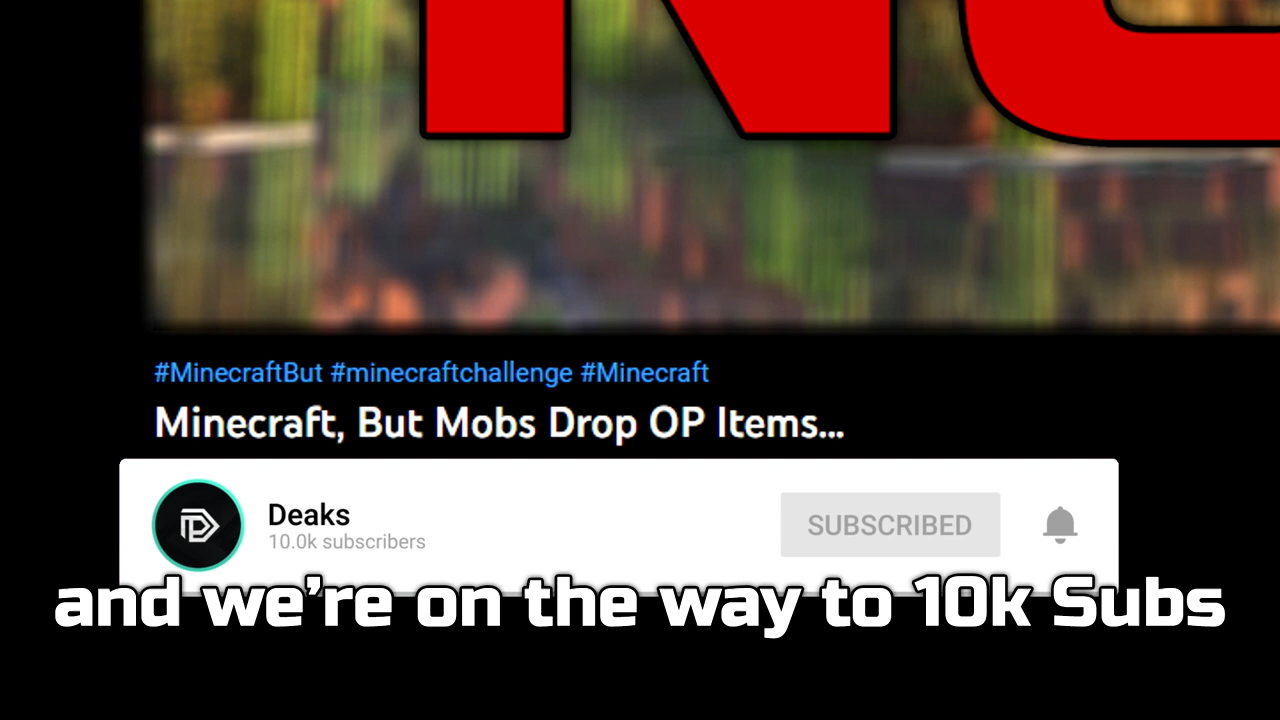 #MinecraftBut #minecraftchallenge #Minecraft
Minecraft, But Mobs Drop OP Items...
Deaks
10.0k subscribers
SUBSCRIBED
and we're on the way to 10k Subs